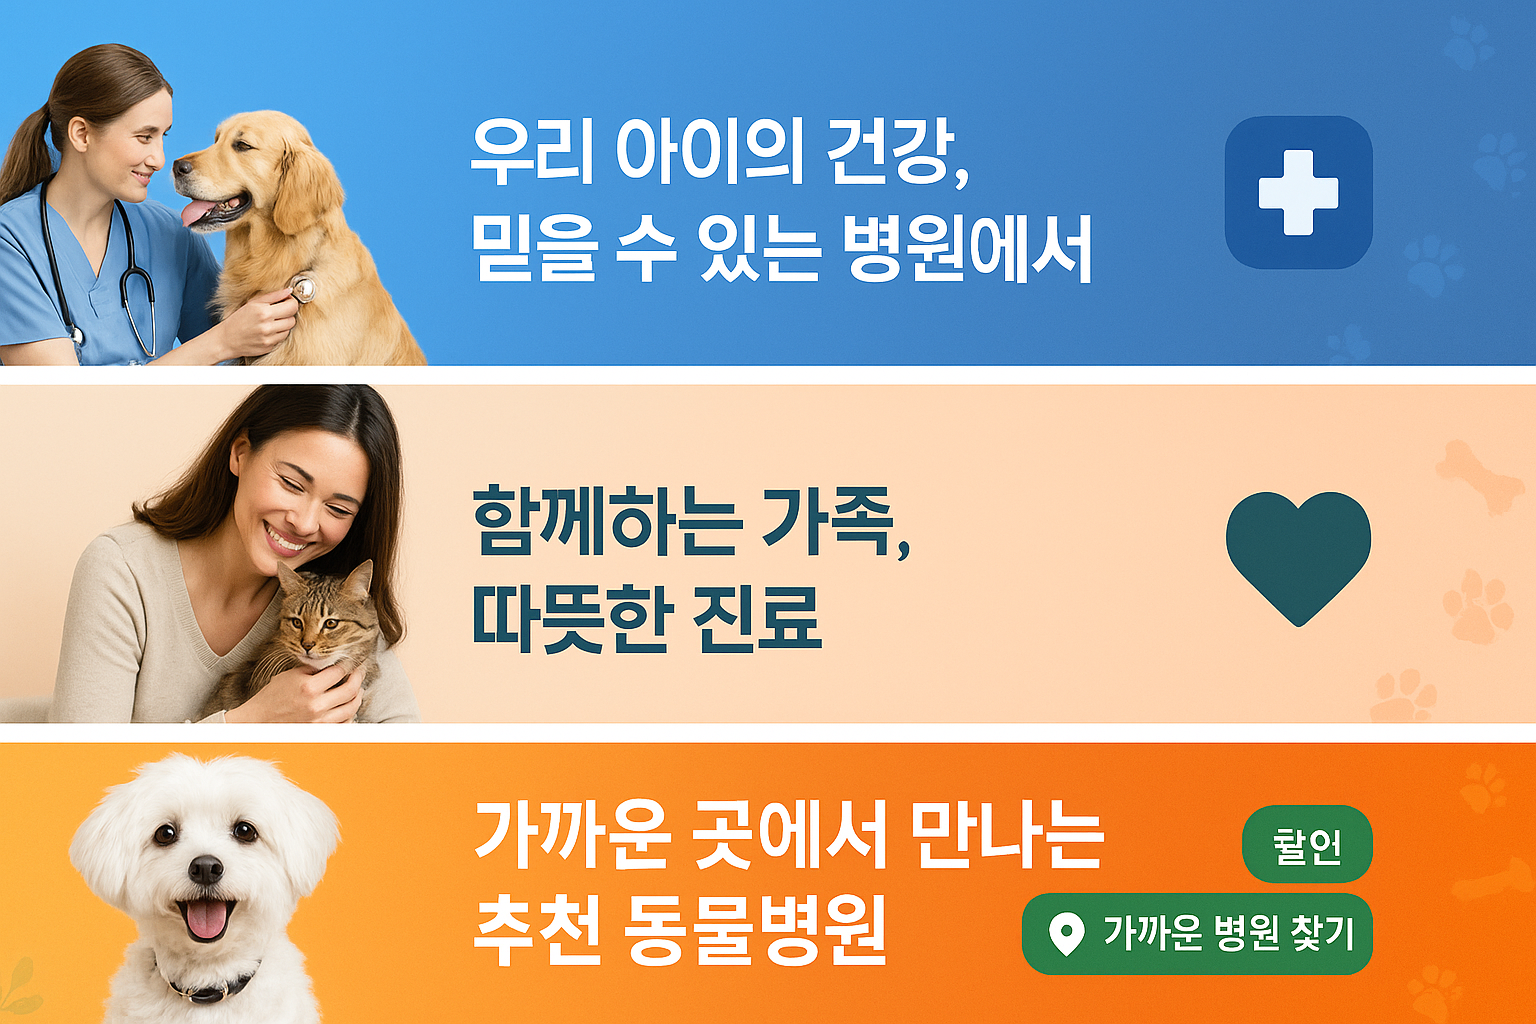 우리 아이의 건강,
믿을 수 있는 병원에서
함께하는 가족,
따뜻한 진료
가까운 곳에서 만나는
추천 동물병원
가까운 병원 찾기